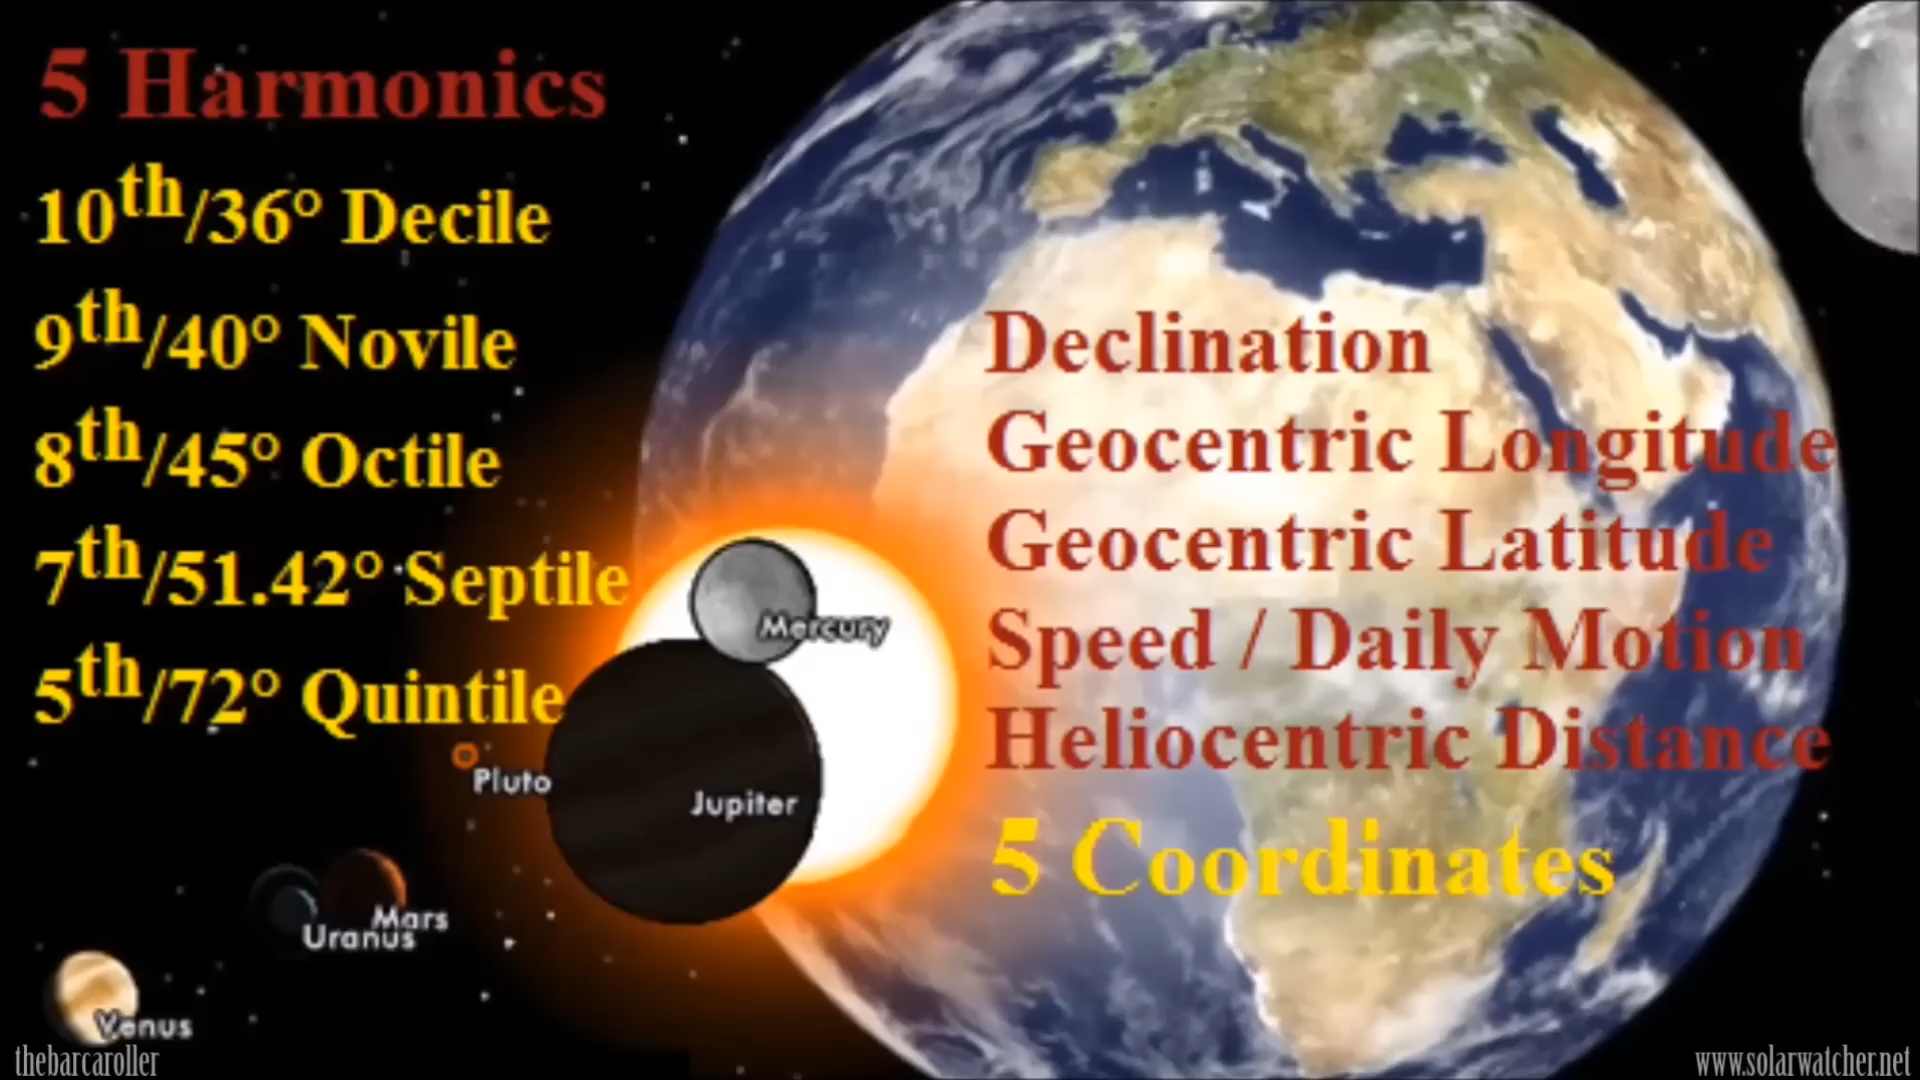 5 Harmonics
10th/36° Decile
9th/40° Novile
8th/45° Octile
7th/51.42° Septile
5th/72° Quintile
Declination
Geocentric Longitude
Geocentric Latitude
Speed / Daily Motion
Heliocentric Distance
5 Coordinates
Mercury
Pluto
Jupiter
Mars
Uranus
Venus
thebarcaroller
www.solarwatcher.net